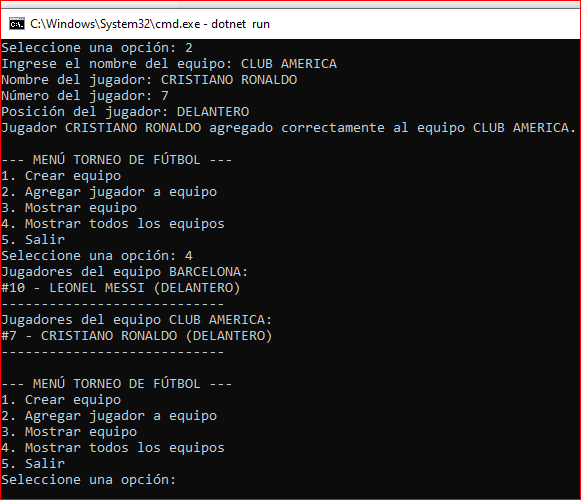 C:\Windows\System32\cmd.exe - dotnet run
Seleccione una opción: 2
Ingrese el nombre del equipo: CLUB AMERICA
Nombre del jugador: CRISTIANO RONALDO
Número del jugador: 7
Posición del jugador: DELANTERO
Jugador CRISTIANO RONALDO agregado correctamente al equipo CLUB AMERICA.

--- MENÚ TORNEO DE FÚTBOL ---
1. Crear equipo
2. Agregar jugador a equipo
3. Mostrar equipo
4. Mostrar todos los equipos
5. Salir
Seleccione una opción: 4
Jugadores del equipo BARCELONA:
#10 - LEONEL MESSI (DELANTERO)
----------------------------
Jugadores del equipo CLUB AMERICA:
#7 - CRISTIANO RONALDO (DELANTERO)
----------------------------

--- MENÚ TORNEO DE FÚTBOL ---
1. Crear equipo
2. Agregar jugador a equipo
3. Mostrar equipo
4. Mostrar todos los equipos
5. Salir
Seleccione una opción: